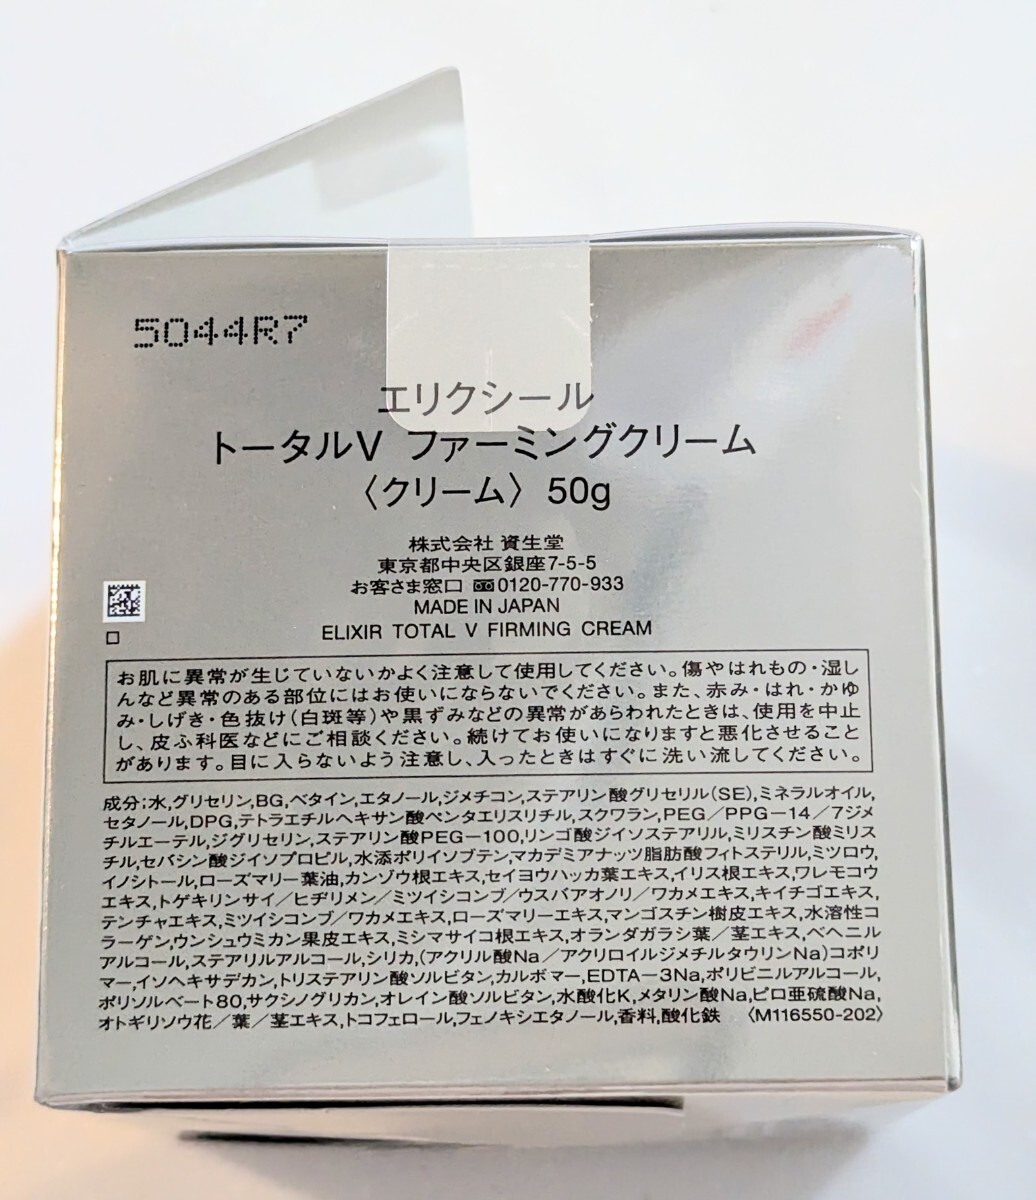 5044R7
エリクシール
トータルV ファーミングクリーム
〈クリーム〉 50g
株式会社 資生堂
東京都中央区銀座7-5-5
お客さま窓口 0120-770-933
MADE IN JAPAN
ELIXIR TOTAL V FIRMING CREAM
お肌に異常が生じていないかよく注意して使用してください。傷やはれもの・湿し
んなど異常のある部位にはお使いにならないでください。また、赤み・はれ・かゆ
み・しげき・色抜け(白斑等)や黒ずみなどの異常があらわれたときは、使用を中止
し、皮ふ科医などにご相談ください。続けてお使いになりますと悪化させること
があります。目に入らないよう注意し、入ったときはすぐに洗い流してください。
成分:水,グリセリン,BG,ベタイン,エタノール,ジメチコン,ステアリン酸グリセリル(SE),ミネラルオイル,
セタノール,DPG,テトラエチルヘキサン酸ペンタエリスリチル,スクワラン,PEG/PPG-14/7ジメ
チルエーテル,ジグリセリン,ステアリン酸PEG-100,リンゴ酸ジイソステアリル,ミリスチン酸ミリス
チル,セバシン酸ジイソプロピル,水添ポリイソブテン,マカデミアナッツ脂肪酸フィトステリル,ミツロウ,
イノシトール,ローズマリー葉油,カンゾウ根エキス,セイヨウハッカ葉エキス,イリス根エキス,ワレモコウ
エキス,トゲキリンサイ/ヒヂリメン/ミツイシコンブ/ウスバアオノリ/ワカメエキス,キイチゴエキス,
テンチャエキス,ミツイシコンブ/ワカメエキス,ローズマリーエキス,マンゴスチン樹皮エキス,水溶性コ
ラーゲン,ウンシュウミカン果皮エキス,ミシマサイコ根エキス,オランダガラシ葉/茎エキス,ベヘニル
アルコール,ステアリルアルコール,シリカ,(アクリル酸Na/アクリロイルジメチルタウリンNa)コポリ
マー,イソヘキサデカン,トリステアリン酸ソルビタン,カルボマー,EDTA-3Na,ポリビニルアルコール,
ポリソルベート80,サクシノグリカン,オレイン酸ソルビタン,水酸化K,メタリン酸Na,ピロ亜硫酸Na,
オトギリソウ花/葉/茎エキス,トコフェロール,フェノキシエタノール,香料,酸化鉄 〈M116550-202〉